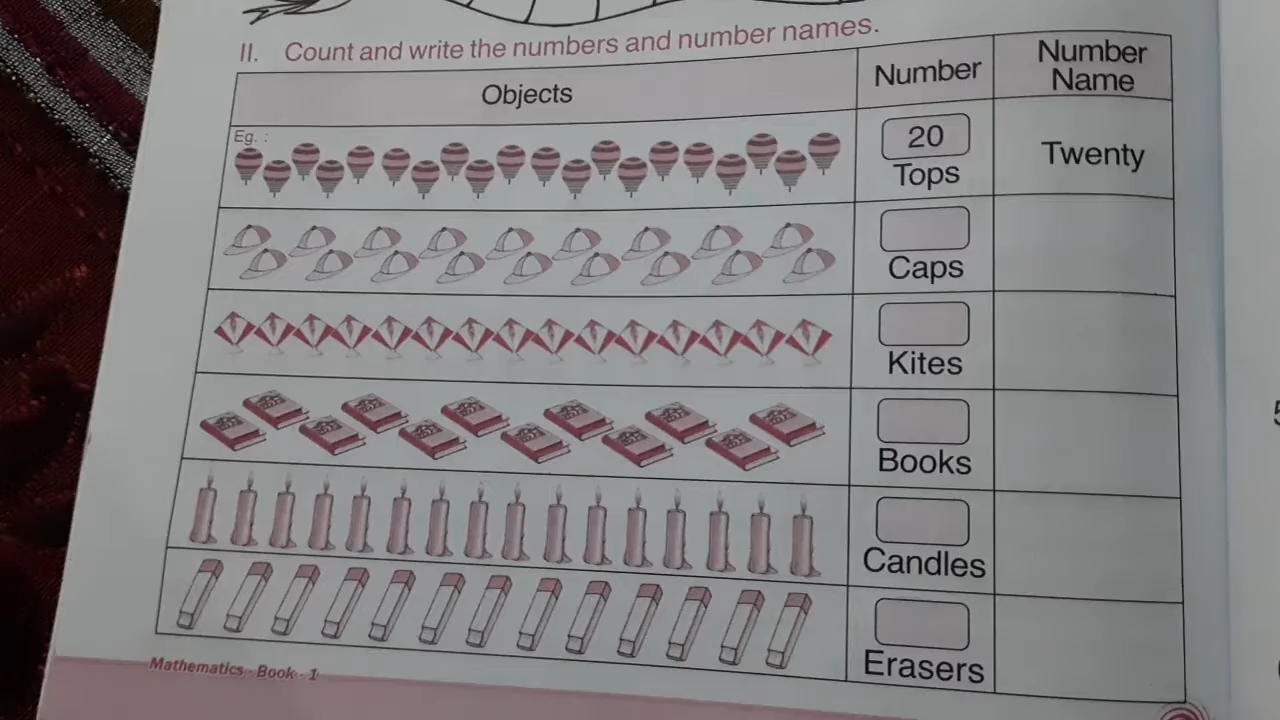 II. Count and write the numbers and number names.
Objects
Number
Number
Name
Eg. :
20
Tops
Twenty
Caps
Kites
Books
Candles
Erasers
Mathematics - Book - 1
5